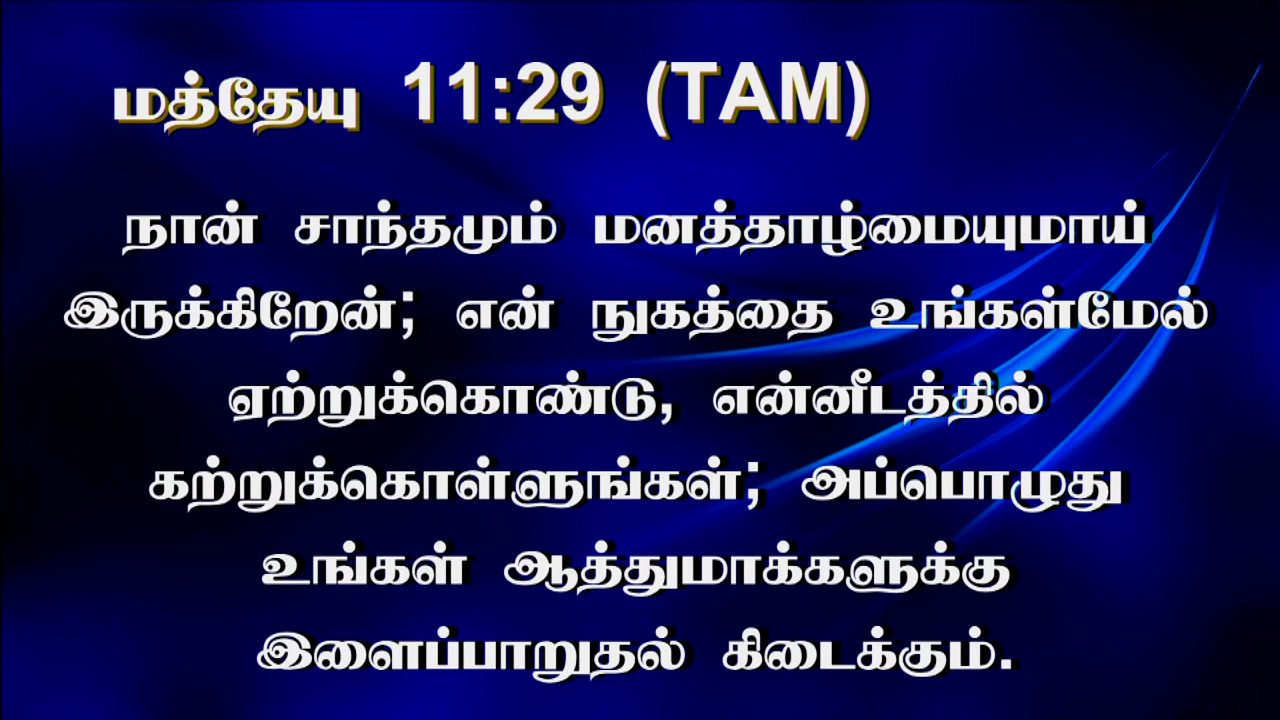 மத்தேயு 11:29 (TAM)
நான் சாந்தமும் மனத்தாழ்மையுமாய்
இருக்கிறேன்; என் நுகத்தை உங்கள்மேல்
ஏற்றுக்கொண்டு, என்னீடத்தில்
கற்றுக்கொள்ளுங்கள்; அப்பொழுது
உங்கள் ஆத்துமாக்களுக்கு
இளைப்பாறுதல் கிடைக்கும்.